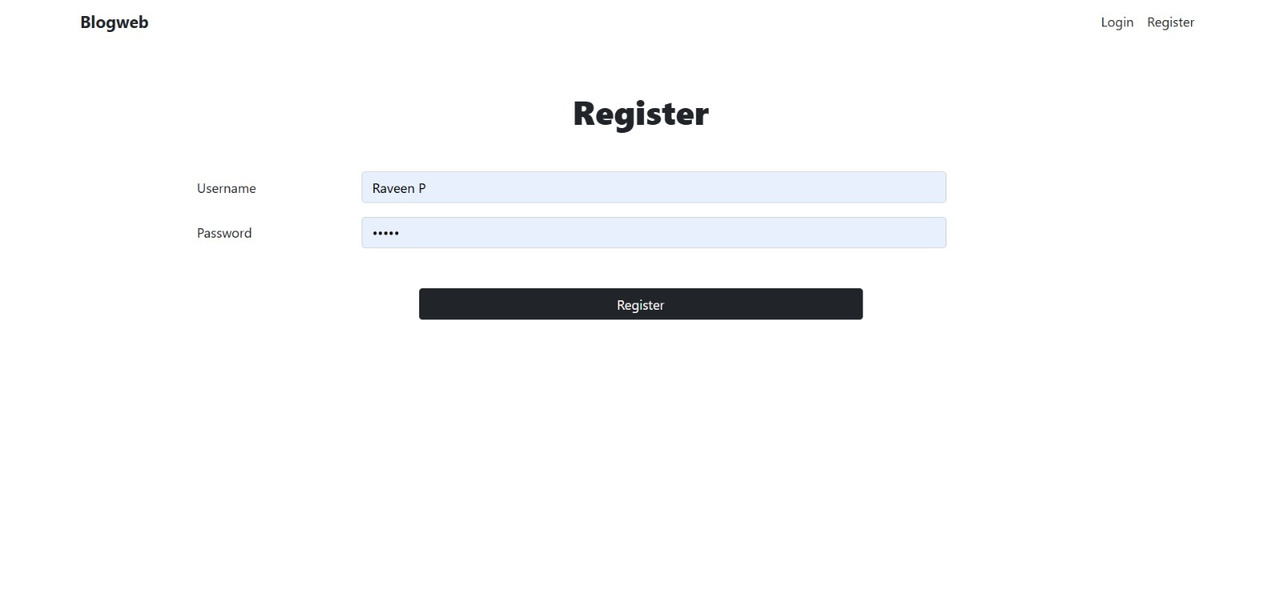 Blogweb
Login Register
Register
Username Raveen P
Password •••••
Register